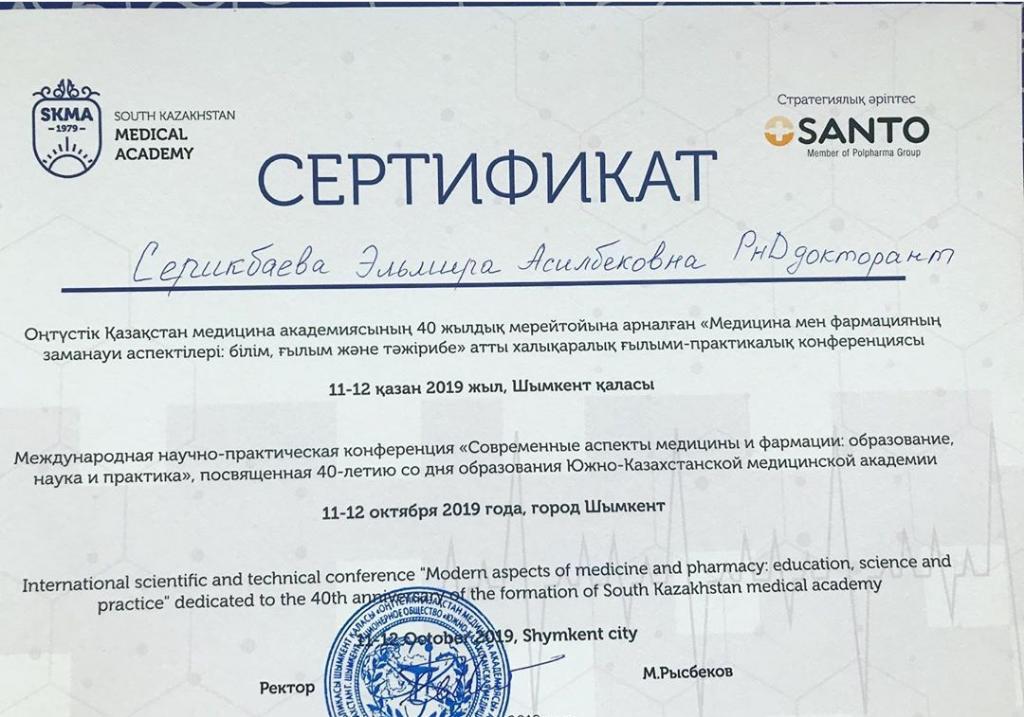 SKMA
-1979-
SOUTH KAZAKHSTAN
MEDICAL
ACADEMY
Стратегиялық әріптес
SANTO
Member of Polpharma Group
СЕРТИФИКАТ
Серикбаева Эльмира Асилбековна PhD докторант
Оңтүстік Қазақстан медицина академиясының 40 жылдық мерейтойына арналған «Медицина мен фармацияның
заманауи аспектілері: білім, ғылым және тәжірибе» атты халықаралық ғылыми-практикалық конференциясы
11-12 қазан 2019 жыл, Шымкент қаласы
Международная научно-практическая конференция «Современные аспекты медицины и фармации: образование,
наука и практика», посвященная 40-летию со дня образования Южно-Казахстанской медицинской академии
11-12 октября 2019 года, город Шымкент
International scientific and technical conference "Modern aspects of medicine and pharmacy: education, science and
practice" dedicated to the 40th anniversary of the formation of South Kazakhstan medical academy
11-12 October 2019, Shymkent city
Ректор
М.Рысбеков